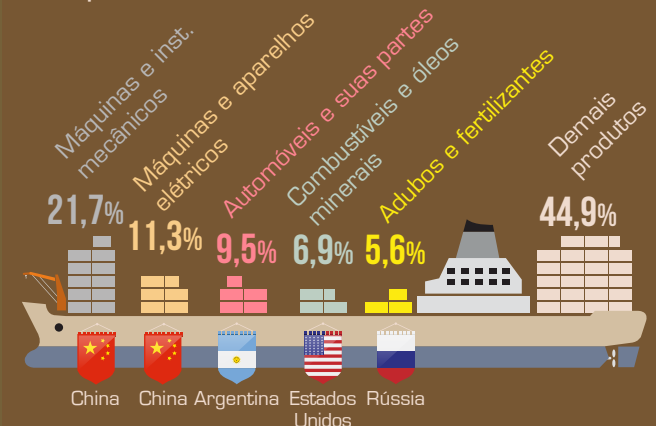 Máquinas e inst.
mecânicos
21,7%
Máquinas e aparelhos
elétricos
11,3%
Automóveis e suas partes
9,5%
Combustíveis e óleos
minerais
6,9%
Adubos e fertilizantes
5,6%
Demais
produtos
44,9%
China
China
Argentina
Estados
Unidos
Rússia